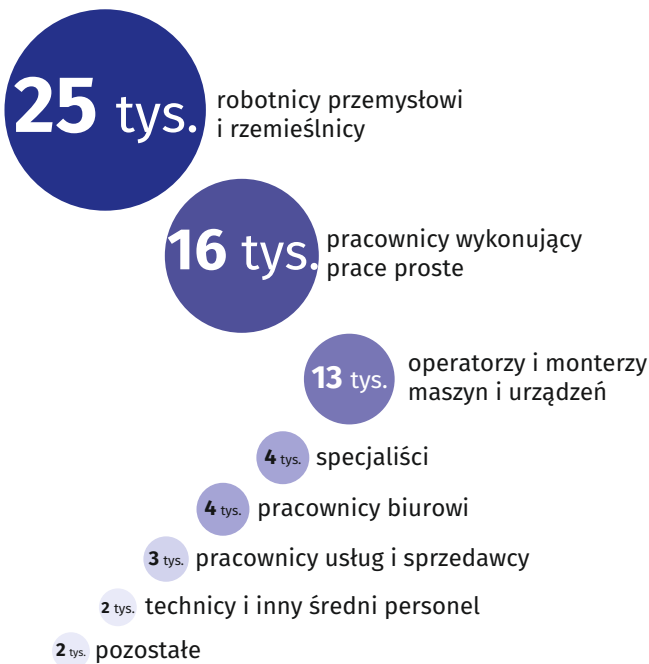 25 tys.
robotnicy przemysłowi
i rzemieślnicy
16 tys.
pracownicy wykonujący
prace proste
13 tys.
operatorzy i monterzy
maszyn i urządzeń
4 tys. specjaliści
4 tys. pracownicy biurowi
3 tys. pracownicy usług i sprzedawcy
2 tys. technicy i inny średni personel
2 tys. pozostałe